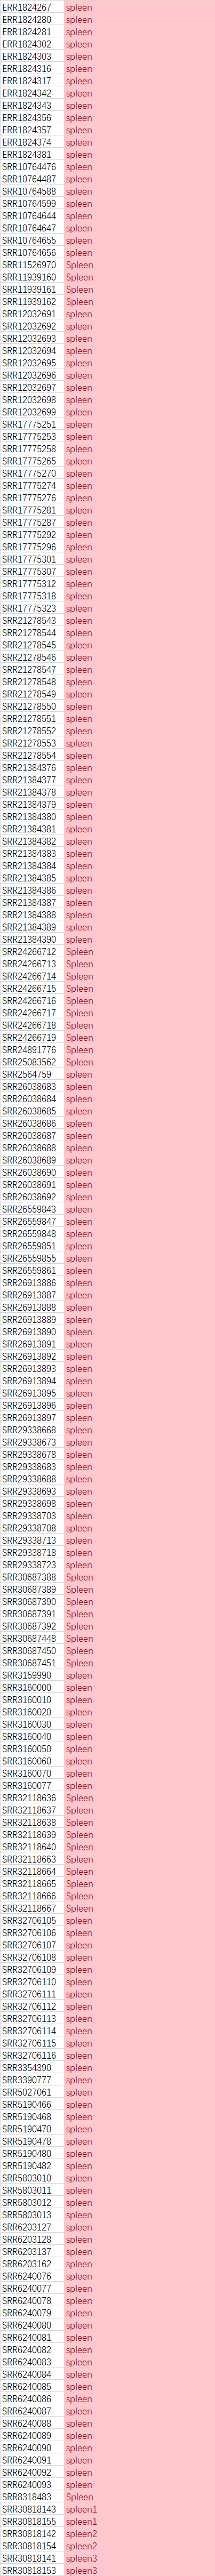 ERR1824267 spleen
ERR1824280 spleen
ERR1824281 spleen
ERR1824302 spleen
ERR1824303 spleen
ERR1824316 spleen
ERR1824317 spleen
ERR1824342 spleen
ERR1824343 spleen
ERR1824356 spleen
ERR1824357 spleen
ERR1824374 spleen
ERR1824381 spleen
SRR10764476 spleen
SRR10764487 spleen
SRR10764588 spleen
SRR10764599 spleen
SRR10764644 spleen
SRR10764647 spleen
SRR10764655 spleen
SRR10764656 spleen
SRR11526970 Spleen
SRR11939160 Spleen
SRR11939161 Spleen
SRR11939162 Spleen
SRR12032691 spleen
SRR12032692 spleen
SRR12032693 spleen
SRR12032694 spleen
SRR12032695 spleen
SRR12032696 spleen
SRR12032697 spleen
SRR12032698 spleen
SRR12032699 spleen
SRR17775251 spleen
SRR17775253 spleen
SRR17775258 spleen
SRR17775265 spleen
SRR17775270 spleen
SRR17775274 spleen
SRR17775276 spleen
SRR17775281 spleen
SRR17775287 spleen
SRR17775292 spleen
SRR17775296 spleen
SRR17775301 spleen
SRR17775307 spleen
SRR17775312 spleen
SRR17775318 spleen
SRR17775323 spleen
SRR21278543 spleen
SRR21278544 spleen
SRR21278545 spleen
SRR21278546 spleen
SRR21278547 spleen
SRR21278548 spleen
SRR21278549 spleen
SRR21278550 spleen
SRR21278551 spleen
SRR21278552 spleen
SRR21278553 spleen
SRR21278554 spleen
SRR21384376 spleen
SRR21384377 spleen
SRR21384378 spleen
SRR21384379 spleen
SRR21384380 spleen
SRR21384381 spleen
SRR21384382 spleen
SRR21384383 spleen
SRR21384384 spleen
SRR21384385 spleen
SRR21384386 spleen
SRR21384387 spleen
SRR21384388 spleen
SRR21384389 spleen
SRR21384390 spleen
SRR24266712 Spleen
SRR24266713 Spleen
SRR24266714 Spleen
SRR24266715 Spleen
SRR24266716 Spleen
SRR24266717 Spleen
SRR24266718 Spleen
SRR24266719 Spleen
SRR24891776 Spleen
SRR25083562 Spleen
SRR2564759 spleen
SRR26038683 spleen
SRR26038684 spleen
SRR26038685 spleen
SRR26038686 spleen
SRR26038687 spleen
SRR26038688 spleen
SRR26038689 spleen
SRR26038690 spleen
SRR26038691 spleen
SRR26038692 spleen
SRR26559843 spleen
SRR26559847 spleen
SRR26559848 spleen
SRR26559851 spleen
SRR26559855 spleen
SRR26559861 spleen
SRR26913886 spleen
SRR26913887 spleen
SRR26913888 spleen
SRR26913889 spleen
SRR26913890 spleen
SRR26913891 spleen
SRR26913892 spleen
SRR26913893 spleen
SRR26913894 spleen
SRR26913895 spleen
SRR26913896 spleen
SRR26913897 spleen
SRR29338668 spleen
SRR29338673 spleen
SRR29338678 spleen
SRR29338683 spleen
SRR29338688 spleen
SRR29338693 spleen
SRR29338698 spleen
SRR29338703 spleen
SRR29338708 spleen
SRR29338713 spleen
SRR29338718 spleen
SRR29338723 spleen
SRR30687388 Spleen
SRR30687389 Spleen
SRR30687390 Spleen
SRR30687391 Spleen
SRR30687392 Spleen
SRR30687448 Spleen
SRR30687450 Spleen
SRR30687451 Spleen
SRR3159990 spleen
SRR3160000 spleen
SRR3160010 spleen
SRR3160020 spleen
SRR3160030 spleen
SRR3160040 spleen
SRR3160050 spleen
SRR3160060 spleen
SRR3160070 spleen
SRR3160077 spleen
SRR32118636 Spleen
SRR32118637 Spleen
SRR32118638 Spleen
SRR32118639 Spleen
SRR32118640 Spleen
SRR32118663 Spleen
SRR32118664 Spleen
SRR32118665 Spleen
SRR32118666 Spleen
SRR32118667 Spleen
SRR32706105 spleen
SRR32706106 spleen
SRR32706107 spleen
SRR32706108 spleen
SRR32706109 spleen
SRR32706110 spleen
SRR32706111 spleen
SRR32706112 spleen
SRR32706113 spleen
SRR32706114 spleen
SRR32706115 spleen
SRR32706116 spleen
SRR3354390 spleen
SRR3390777 spleen
SRR5027061 spleen
SRR5190466 spleen
SRR5190468 spleen
SRR5190470 spleen
SRR5190478 spleen
SRR5190480 spleen
SRR5190482 spleen
SRR5803010 spleen
SRR5803011 spleen
SRR5803012 spleen
SRR5803013 spleen
SRR6203127 spleen
SRR6203128 spleen
SRR6203137 spleen
SRR6203162 spleen
SRR6240076 spleen
SRR6240077 spleen
SRR6240078 spleen
SRR6240079 spleen
SRR6240080 spleen
SRR6240081 spleen
SRR6240082 spleen
SRR6240083 spleen
SRR6240084 spleen
SRR6240085 spleen
SRR6240086 spleen
SRR6240087 spleen
SRR6240088 spleen
SRR6240089 spleen
SRR6240090 spleen
SRR6240091 spleen
SRR6240092 spleen
SRR6240093 spleen
SRR8318483 Spleen
SRR30818143 spleen1
SRR30818155 spleen1
SRR30818142 spleen2
SRR30818154 spleen2
SRR30818141 spleen3
SRR30818153 spleen3